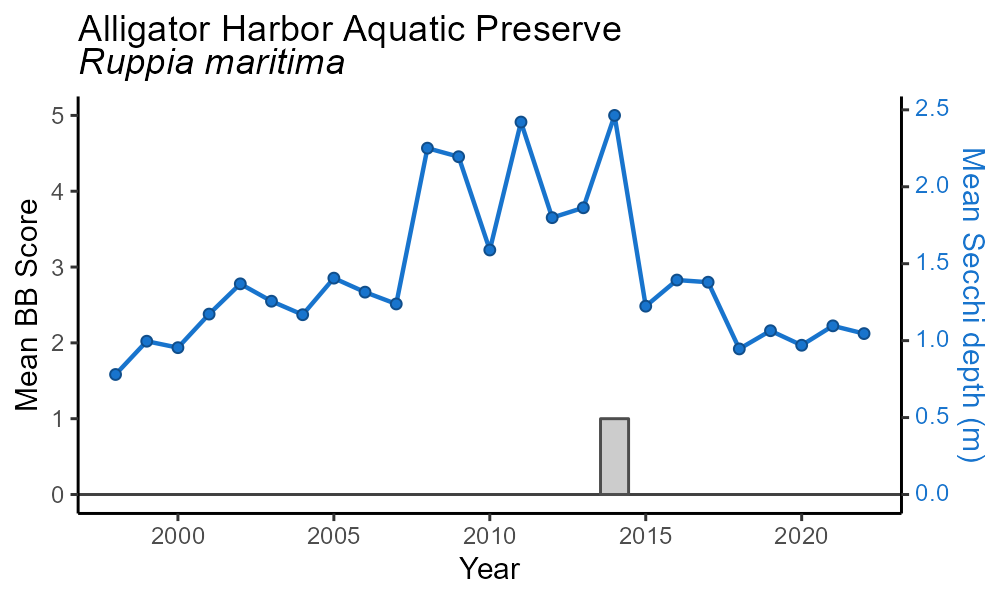 Alligator Harbor Aquatic Preserve
Ruppia maritima
Mean BB Score
5
4
3
2
1
0
2.5
2.0
1.5
1.0
0.5
0.0
Mean Secchi depth (m)
2000 2005 2010 2015 2020
Year